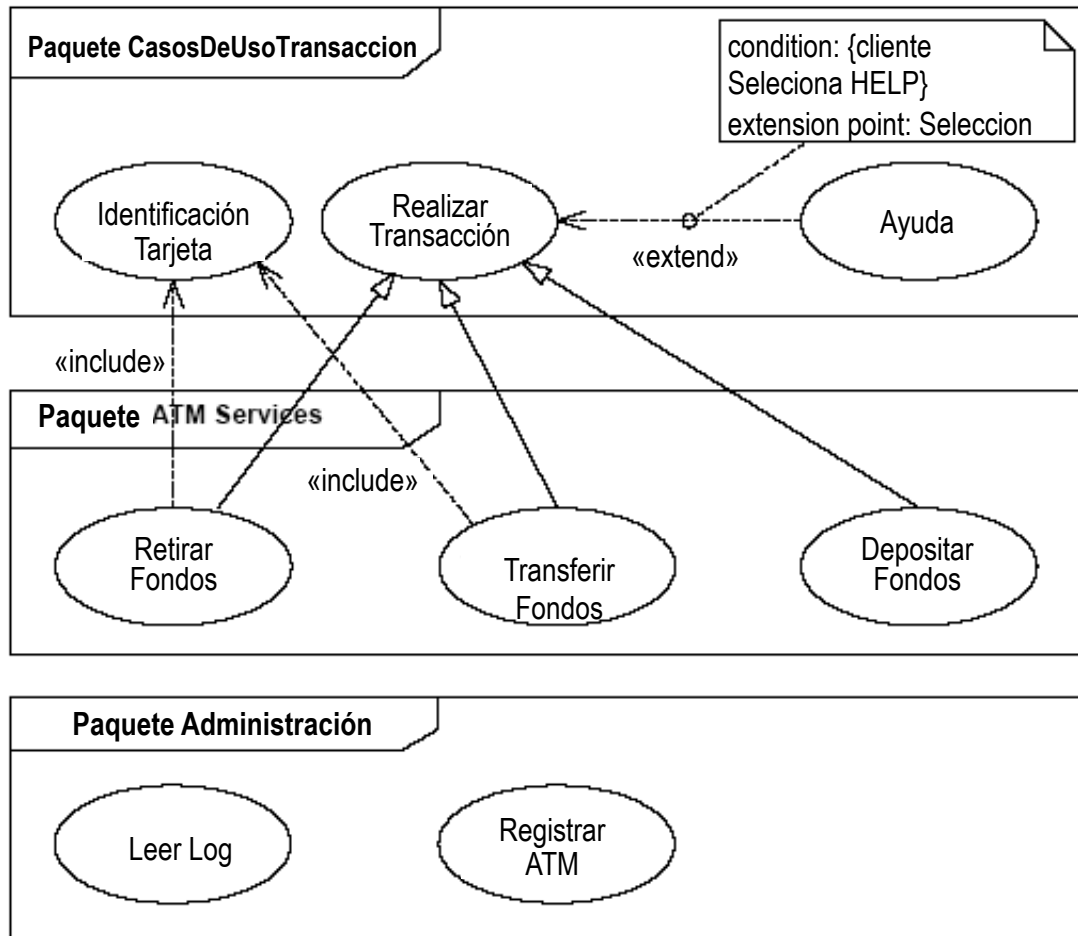 Paquete CasosDeUsoTransaccion
condition: {cliente
Seleciona HELP}
extension point: Seleccion
Identificación
Tarjeta
Realizar
Transacción
Ayuda
«extend»
«include»
Paquete ATM Services
«include»
Retirar
Fondos
Transferir
Fondos
Depositar
Fondos
Paquete Administración
Leer Log
Registrar
ATM